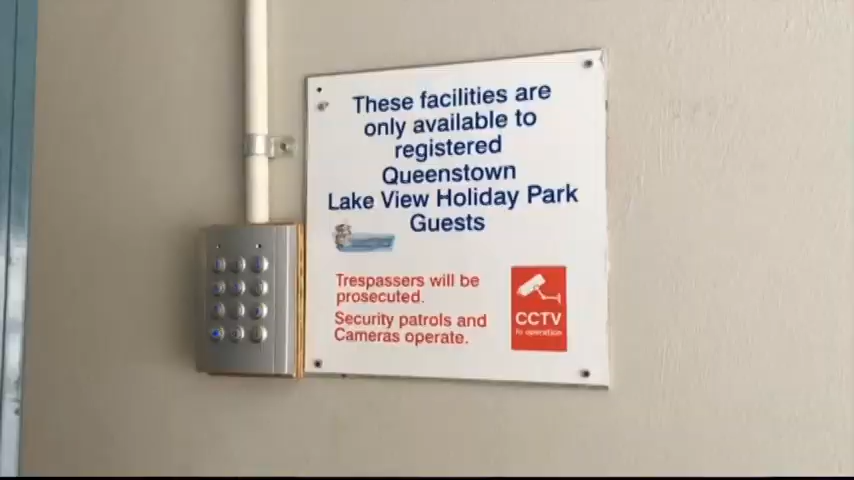 These facilities are
only available to
registered
Queenstown
Lake View Holiday Park
Guests
Trespassers will be
prosecuted.
Security patrols and
Cameras operate.
CCTV
in operation